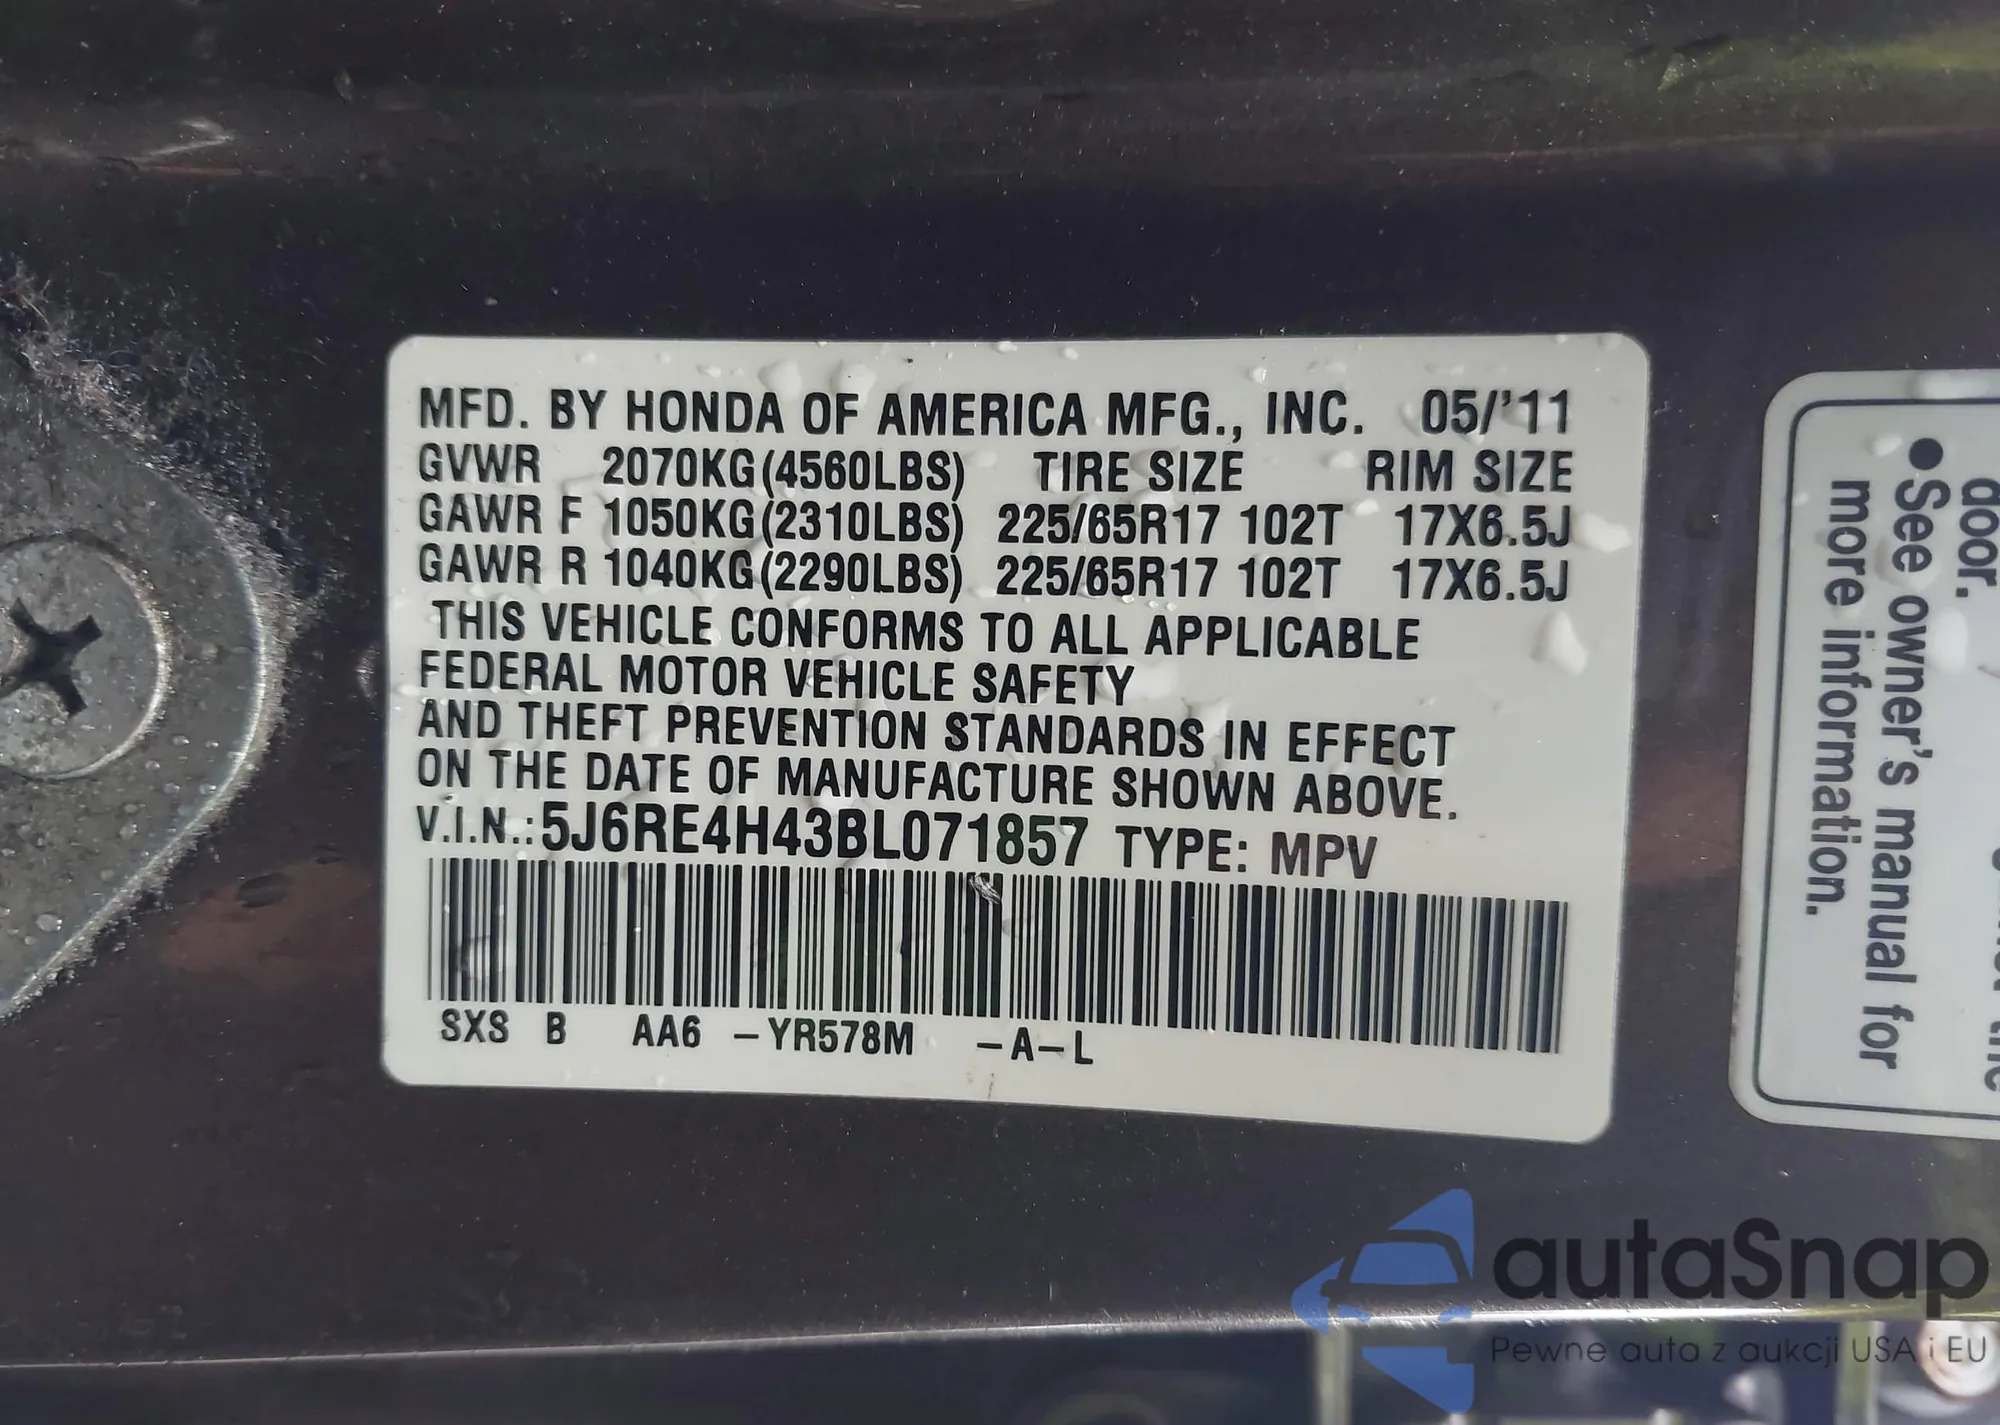 MFD. BY HONDA OF AMERICA MFG., INC. 05/'11
GVWR 2070KG(4560LBS) TIRE SIZE RIM SIZE
GAWR F 1050KG(2310LBS) 225/65R17 102T 17X6.5J
GAWR R 1040KG(2290LBS) 225/65R17 102T 17X6.5J
THIS VEHICLE CONFORMS TO ALL APPLICABLE
FEDERAL MOTOR VEHICLE SAFETY
AND THEFT PREVENTION STANDARDS IN EFFECT
ON THE DATE OF MANUFACTURE SHOWN ABOVE.
V.I.N.:5J6RE4H43BL071857 TYPE: MPV
SXS B AA6 -YR578M -A-L
door.
●See owner's manual for
more information.
autaSnap
Pewne auta z aukcji USA i EU